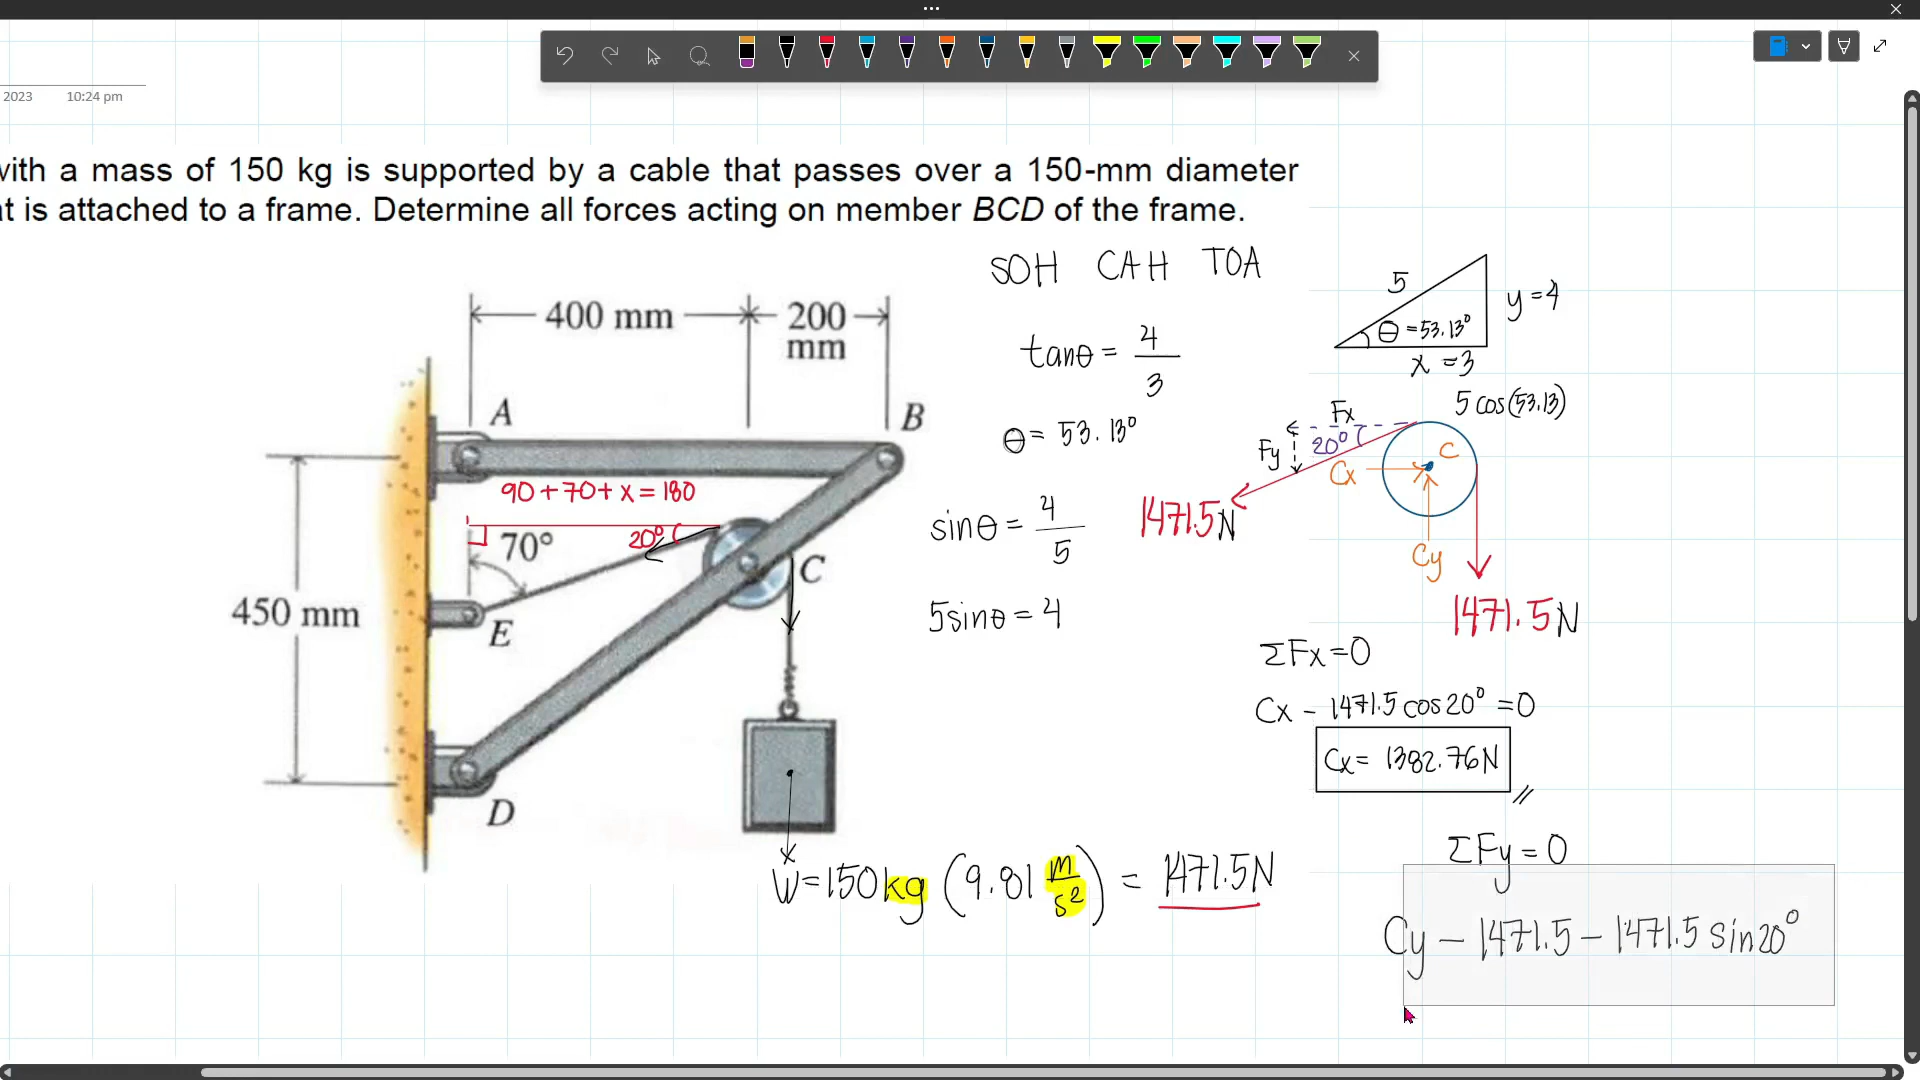 2023 10:24 pm
with a mass of 150 kg is supported by a cable that passes over a 150-mm diameter
at is attached to a frame. Determine all forces acting on member BCD of the frame.
SOH CAH TOA
tanθ = 4/3
θ = 53.13°
sinθ = 4/5
5sinθ = 4
5
y = 4
θ = 53.13°
x = 3
5 cos(53.13)
400 mm
200
mm
A
B
90 + 70 + x = 180
70°
20°
C
450 mm
E
D
Fx
Fy
20°
C
Cx
Cy
1471.5N
1471.5N
ΣFx = 0
Cx - 1471.5 cos20° = 0
Cx = 1382.76N
W = 150kg (9.81 m/s²) = 1471.5N
ΣFy = 0
Cy - 1471.5 - 1471.5 sin20°